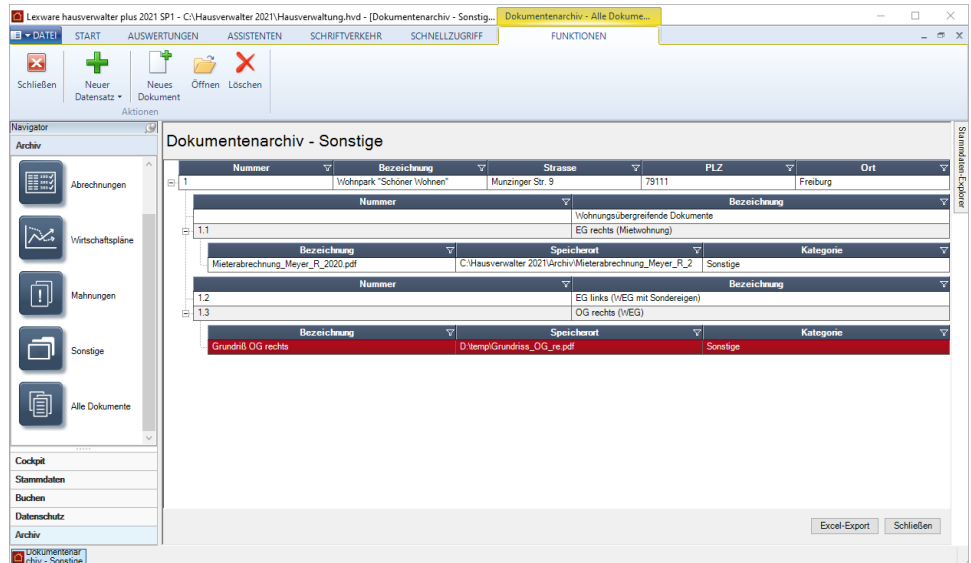 Lexware hausverwalter plus 2021 SP1 - C:\Hausverwalter 2021\Hausverwaltung.hvd - [Dokumentenarchiv - Sonstig...
Dokumentenarchiv - Alle Dokume...
DATEI START AUSWERTUNGEN ASSISTENTEN SCHRIFTVERKEHR SCHNELLZUGRIFF FUNKTIONEN
Schließen
Neuer Datensatz
Neues Dokument
Öffnen
Löschen
Aktionen
Navigator
Archiv
Abrechnungen
Wirtschaftspläne
Mahnungen
Sonstige
Alle Dokumente
Cockpit
Stammdaten
Buchen
Datenschutz
Archiv
Dokumentenarchiv - Sonstige
Nummer Bezeichnung Strasse PLZ Ort
1 Wohnpark "Schöner Wohnen" Munzinger Str. 9 79111 Freiburg
Nummer Bezeichnung
Wohnungsübergreifende Dokumente
1.1 EG rechts (Mietwohnung)
Bezeichnung Speicherort Kategorie
Mieterabrechnung_Meyer_R_2020.pdf C:\Hausverwalter 2021\Archiv\Mieterabrechnung_Meyer_R_2 Sonstige
Nummer Bezeichnung
1.2 EG links (WEG mit Sondereigen)
1.3 OG rechts (WEG)
Bezeichnung Speicherort Kategorie
Grundriß OG rechts D:\temp\Grundriss_OG_re.pdf Sonstige
Excel-Export Schließen
Stammdaten-Explorer
Dokumentenar
chiv - Sonstige